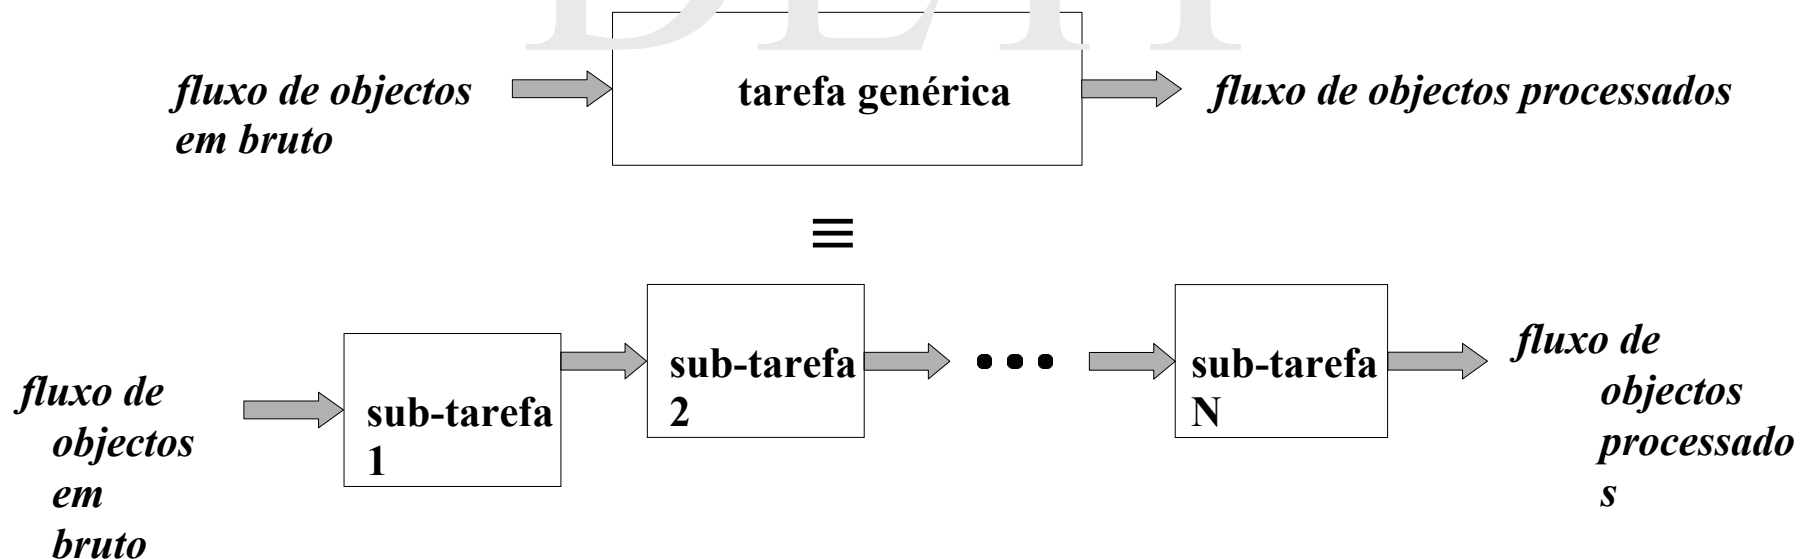 DETI
fluxo de objectos
em bruto
tarefa genérica
fluxo de objectos processados
≡
sub-tarefa
1
sub-tarefa
2
•••
sub-tarefa
N
fluxo de
objectos
em
bruto
fluxo de
objectos
processado
s